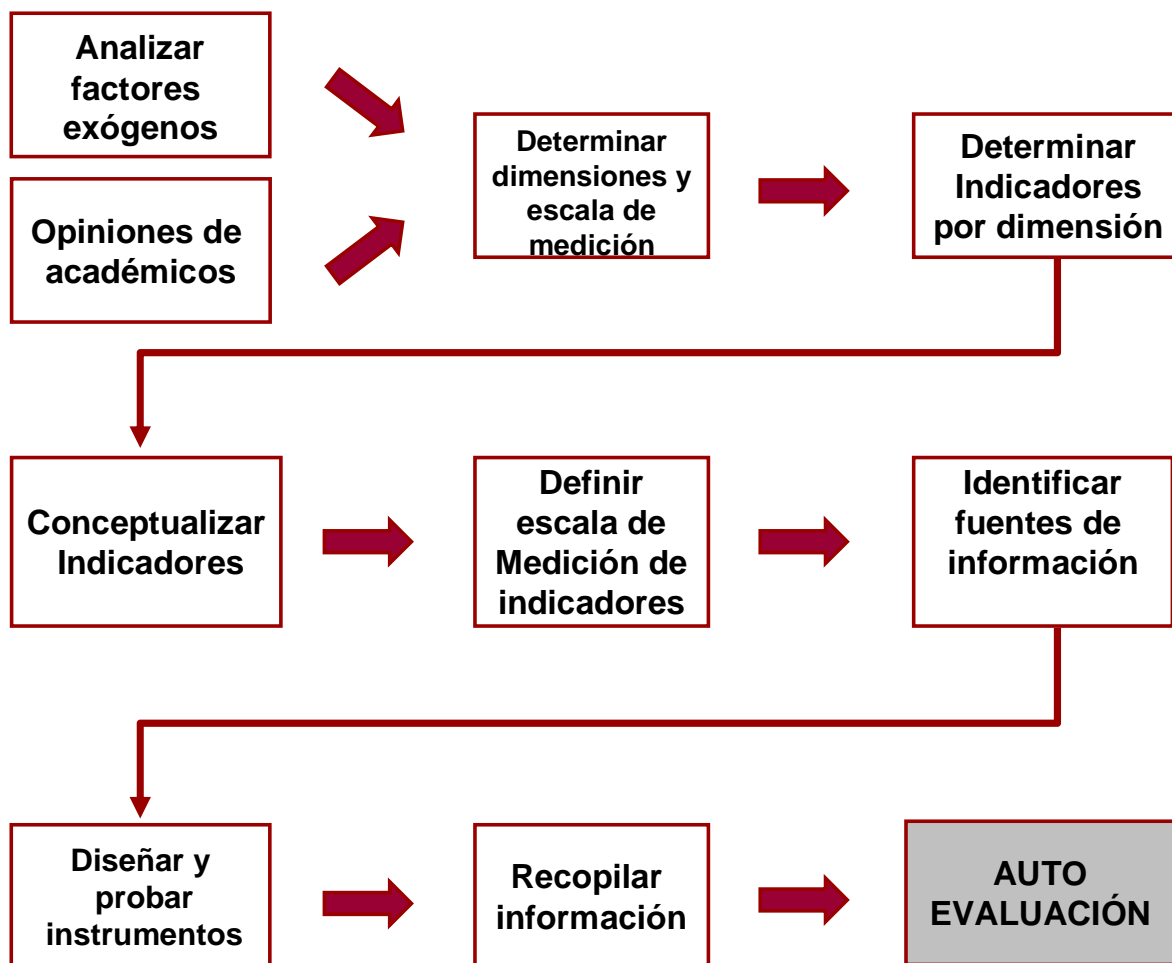 Analizar
factores
exógenos
Opiniones de
académicos
Determinar
dimensiones y
escala de
medición
Determinar
Indicadores
por dimensión
Conceptualizar
Indicadores
Definir
escala de
Medición de
indicadores
Identificar
fuentes de
información
Diseñar y
probar
instrumentos
Recopilar
información
AUTO
EVALUACIÓN